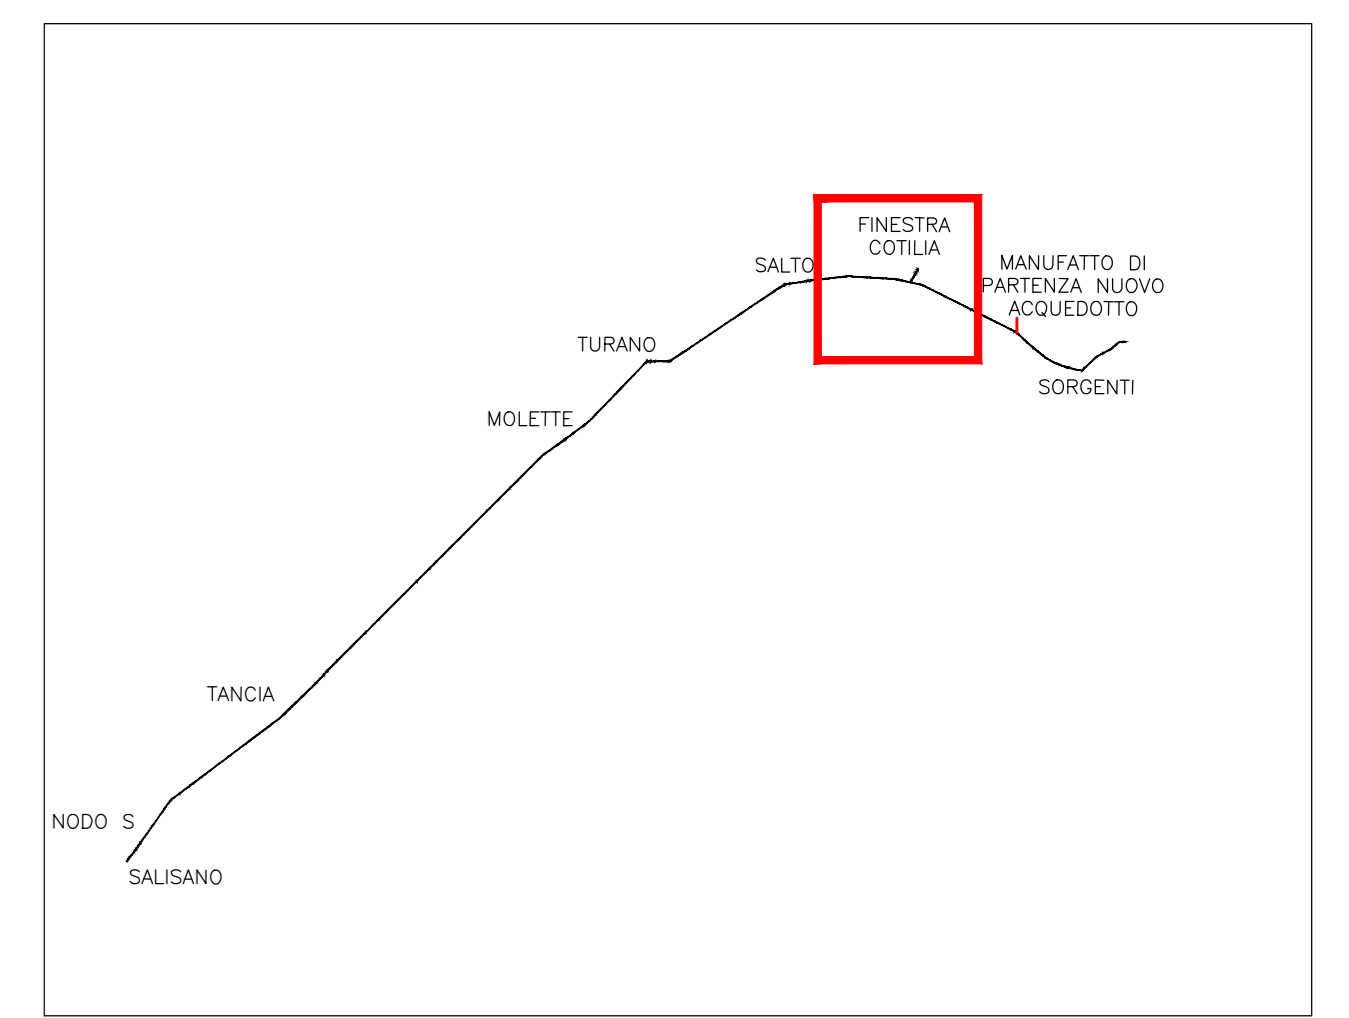 FINESTRA
COTILIA
SALTO
MANUFATTO DI
PARTENZA NUOVO
ACQUEDOTTO
TURANO
SORGENTI
MOLETTE
TANCIA
NODO S
SALISANO